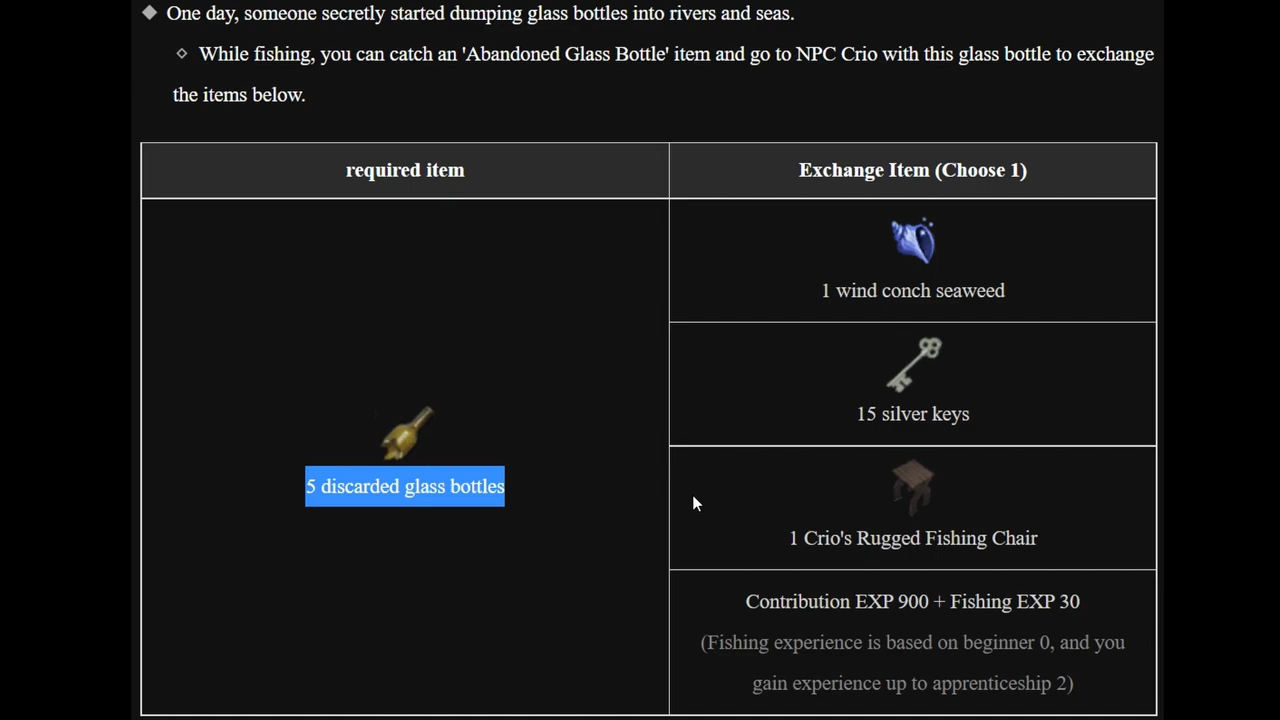 One day, someone secretly started dumping glass bottles into rivers and seas.
While fishing, you can catch an 'Abandoned Glass Bottle' item and go to NPC Crio with this glass bottle to exchange
the items below.
required item
Exchange Item (Choose 1)
5 discarded glass bottles
1 wind conch seaweed
15 silver keys
1 Crio's Rugged Fishing Chair
Contribution EXP 900 + Fishing EXP 30
(Fishing experience is based on beginner 0, and you
gain experience up to apprenticeship 2)